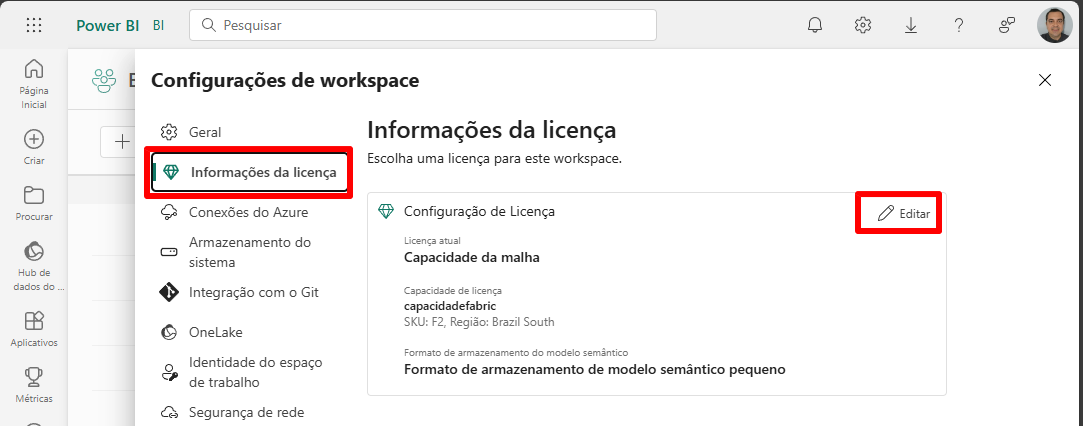 Power BI BI Pesquisar
Configurações de workspace
Página
Inicial
Criar
Procurar
Hub de
dados do ...
Aplicativos
Métricas
Geral
Informações da licença
Conexões do Azure
Armazenamento do
sistema
Integração com o Git
OneLake
Identidade do espaço
de trabalho
Segurança de rede
Informações da licença
Escolha uma licença para este workspace.
Configuração de Licença
Editar
Licença atual
Capacidade da malha
Capacidade de licença
capacidadefabric
SKU: F2, Região: Brazil South
Formato de armazenamento do modelo semântico
Formato de armazenamento de modelo semântico pequeno